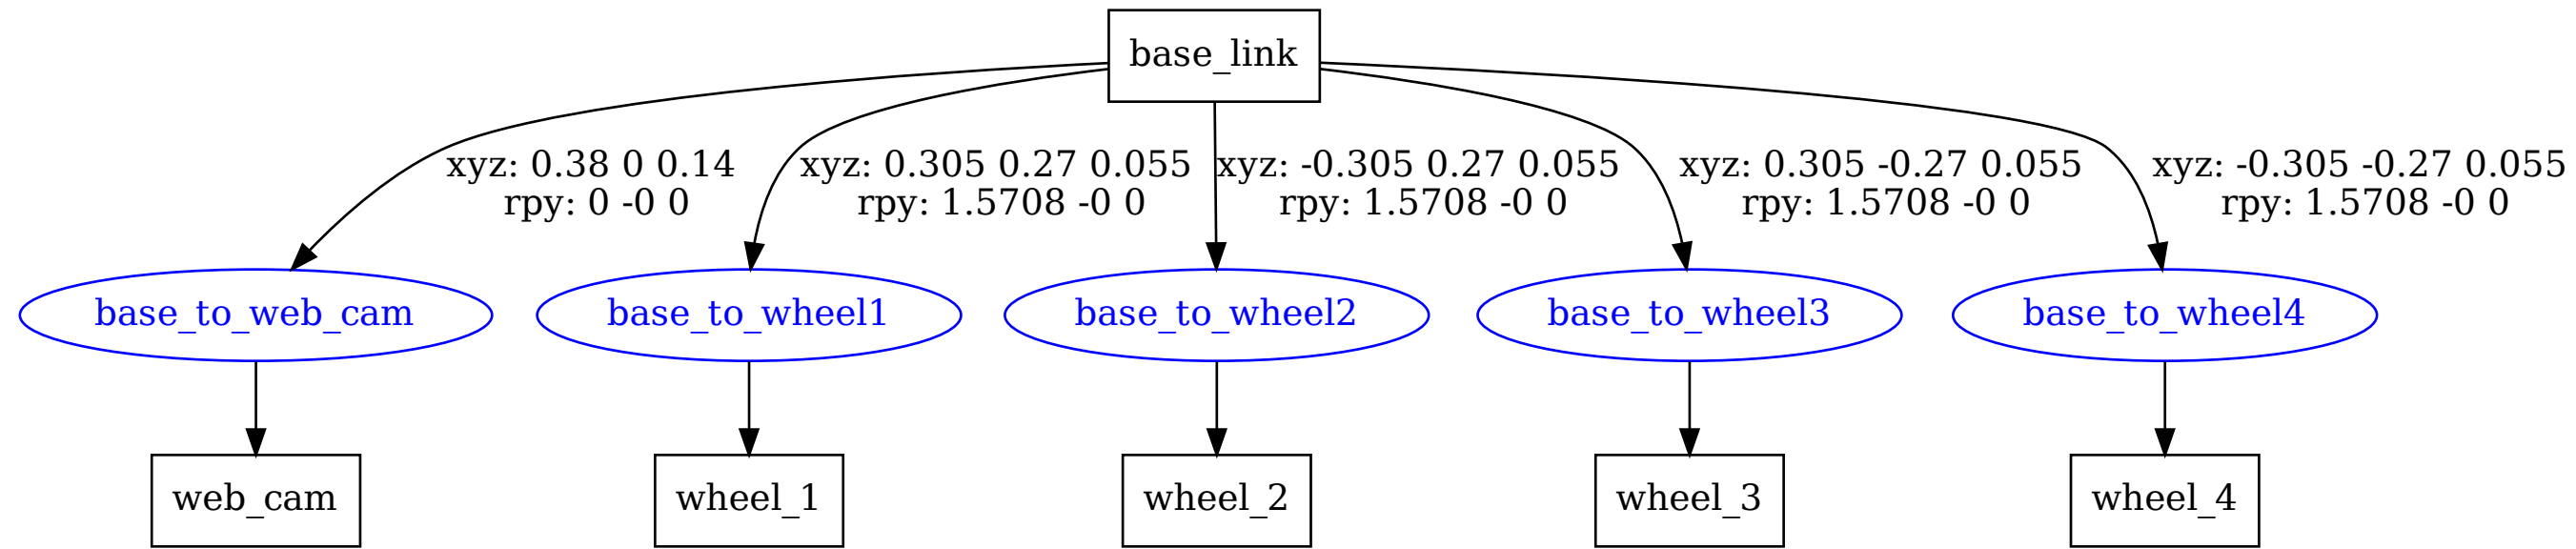 base_link
xyz: 0.38 0 0.14
rpy: 0 -0 0
xyz: 0.305 0.27 0.055
rpy: 1.5708 -0 0
xyz: -0.305 0.27 0.055
rpy: 1.5708 -0 0
xyz: 0.305 -0.27 0.055
rpy: 1.5708 -0 0
xyz: -0.305 -0.27 0.055
rpy: 1.5708 -0 0
base_to_web_cam
base_to_wheel1
base_to_wheel2
base_to_wheel3
base_to_wheel4
web_cam
wheel_1
wheel_2
wheel_3
wheel_4